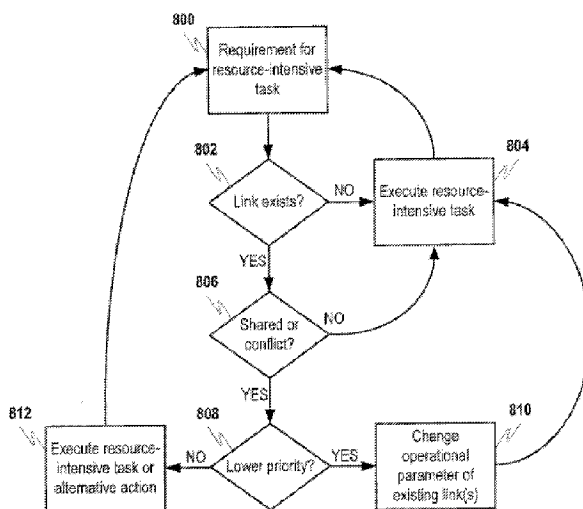 800
Requirement for
resource-intensive
task
802
Link exists?
NO
804
Execute resource-
intensive task
YES
806
Shared or
conflict?
NO
YES
812
Execute resource-
intensive task or
alternative action
NO
808
Lower priority?
YES
810
Change
operational
parameter of
existing link(s)